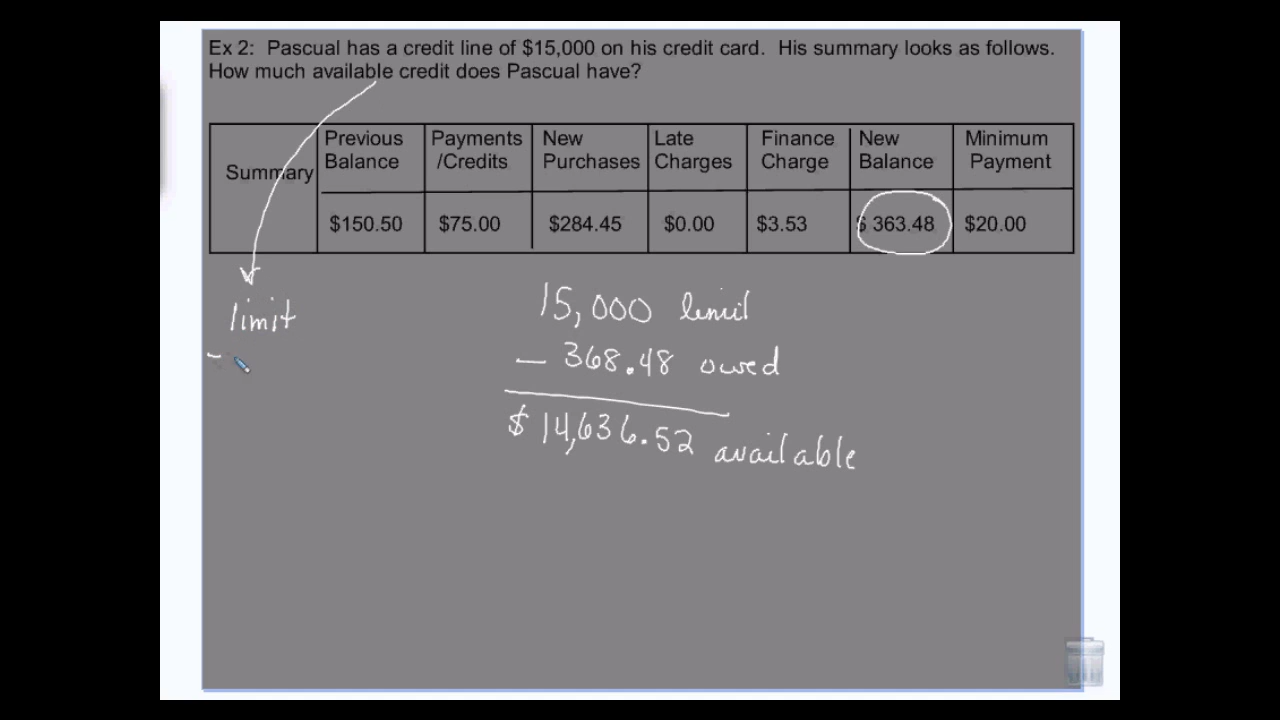 Ex 2: Pascual has a credit line of $15,000 on his credit card. His summary looks as follows.
How much available credit does Pascual have?
Summary
Previous Balance
Payments /Credits
New Purchases
Late Charges
Finance Charge
New Balance
Minimum Payment
$150.50
$75.00
$284.45
$0.00
$3.53
$ 363.48
$20.00
limit
-
15,000 limit
- 368.48 owed
$ 14,636.52 available